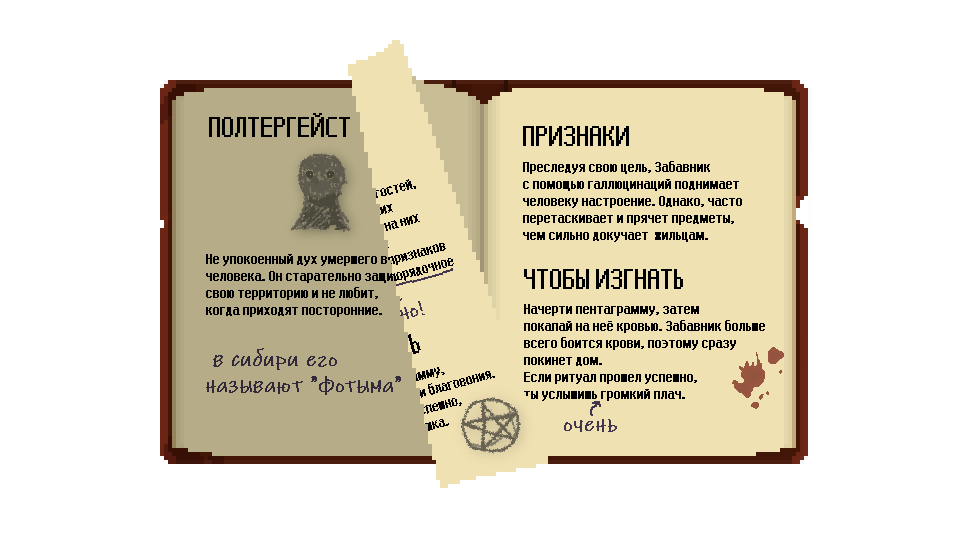 ПОЛТЕРГЕЙСТ
Не упокоенный дух умершего в
человека. Он старательно защи
свою территорию и не любит,
когда приходят посторонние.
в сибири его
называют "Фотыма"
гостей,
их
на них
признаков
порядочное
но!
Ь
амму,
и благовония.
спешно,
шка.
ПРИЗНАКИ
Преследуя свою цель, Забавник
с помощью галлюцинаций поднимает
человеку настроение. Однако, часто
перетаскивает и прячет предметы,
чем сильно докучает жильцам.
ЧТОБЫ ИЗГНАТЬ
Начерти пентаграмму, затем
покапай на неё кровью. Забавник больше
всего боится крови, поэтому сразу
покинет дом.
Если ритуал прошел успешно,
ты услышишь громкий плач.
очень